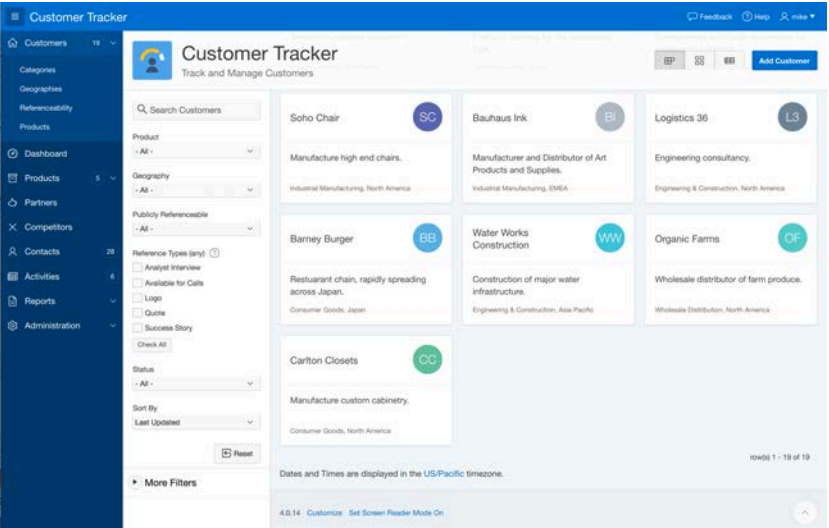 Customer Tracker
Feedback
Help
mike
Customers 19
Categories
Geographies
Referenceability
Products
Dashboard
Products 5
Partners
Competitors
Contacts 28
Activities 6
Reports
Administration
Customer Tracker
Track and Manage Customers
Add Customer
Search Customers
Product
- All -
Geography
- All -
Publicly Referenceable
- All -
Reference Types (any) ?
Analyst Interview
Available for Calls
Logo
Quote
Success Story
Check All
Status
- All -
Sort By
Last Updated
Reset
More Filters
Soho Chair SC
Manufacture high end chairs.
Industrial Manufacturing, North America
Bauhaus Ink BI
Manufacturer and Distributor of Art
Products and Supplies.
Industrial Manufacturing, EMEA
Logistics 36 L3
Engineering consultancy.
Engineering & Construction, North America
Barney Burger BB
Restuarant chain, rapidly spreading
across Japan.
Consumer Goods, Japan
Water Works
Construction WW
Construction of major water
infrastructure.
Engineering & Construction, Asia Pacific
Organic Farms OF
Wholesale distributor of farm produce.
Wholesale Distribution, North America
Carlton Closets CC
Manufacture custom cabinetry.
Consumer Goods, North America
row(s) 1 - 19 of 19
Dates and Times are displayed in the US/Pacific timezone.
4.0.14 Customize Set Screen Reader Mode On